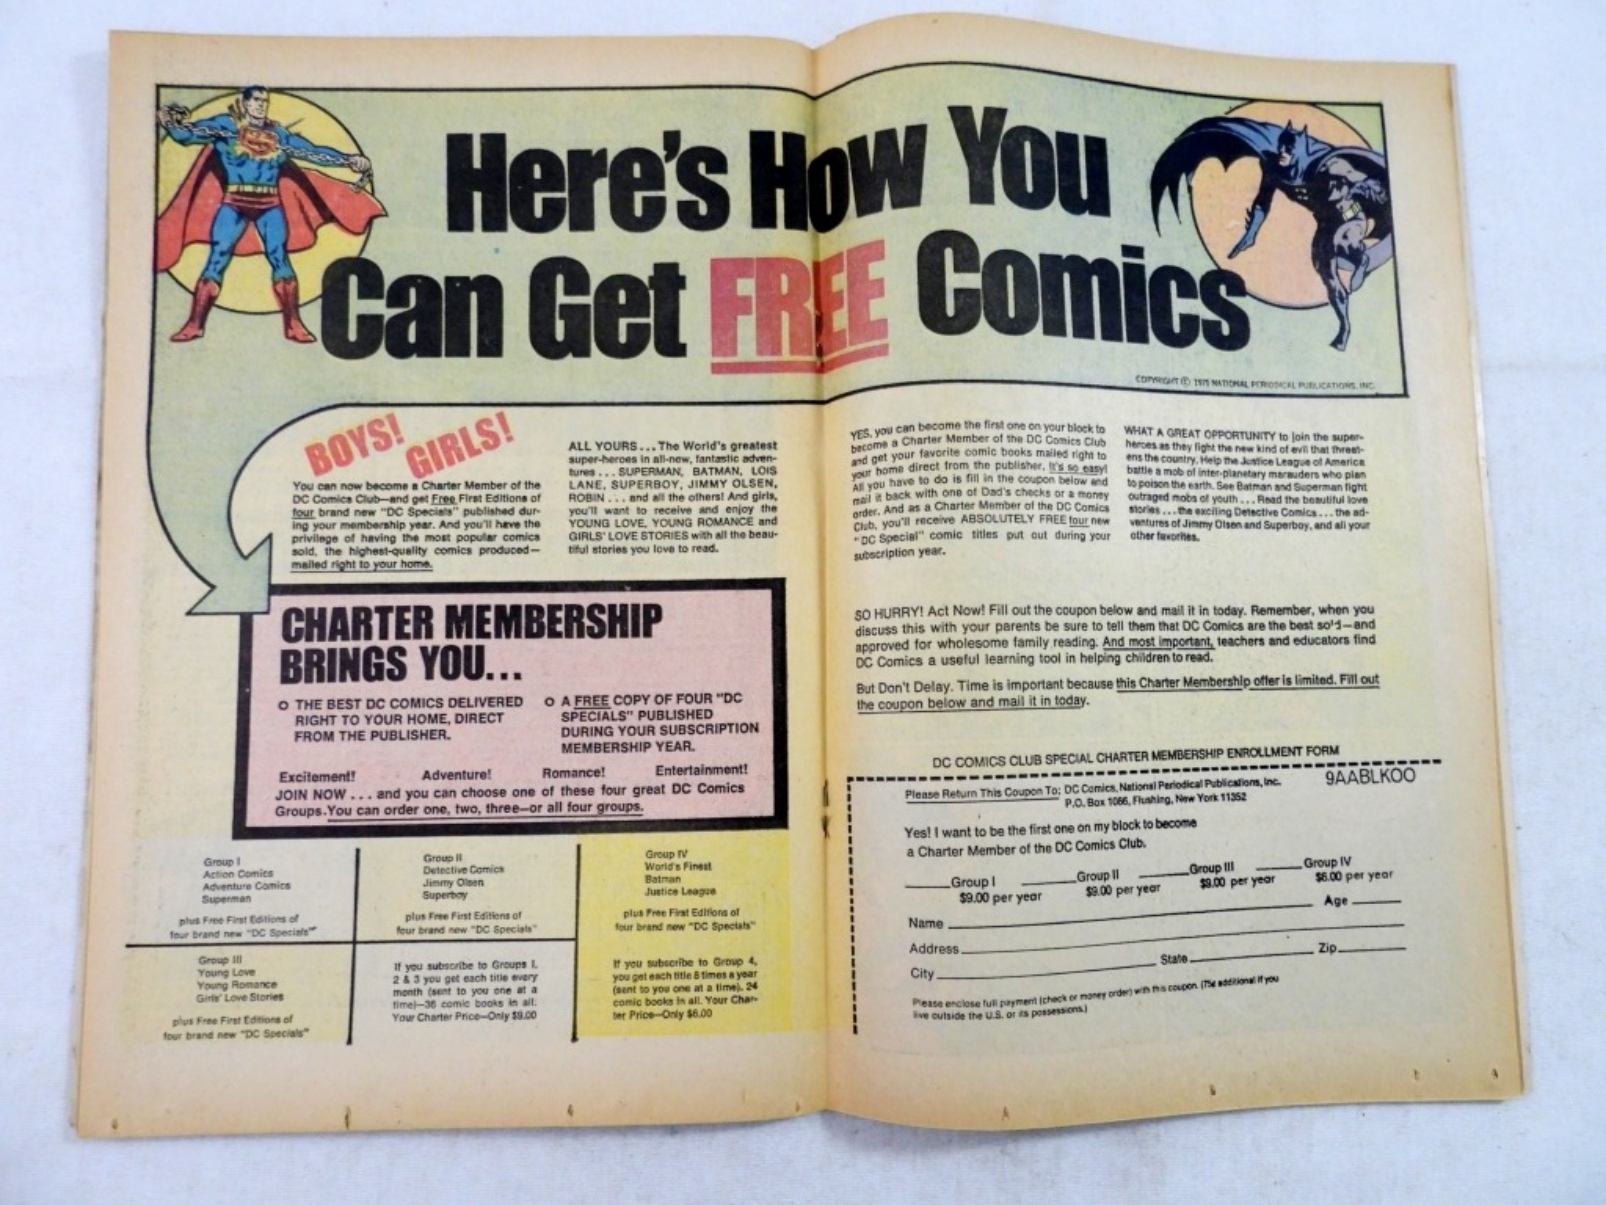 Here's How You
Can Get FREE Comics
COPYRIGHT © 1975 NATIONAL PERIODICAL PUBLICATIONS, INC.
BOYS!
GIRLS!
You can now become a Charter Member of the
DC Comics Club—and get Free First Editions of
four brand new "DC Specials" published dur-
ing your membership year. And you'll have the
privilege of having the most popular comics
sold, the highest-quality comics produced—
mailed right to your home.
ALL YOURS...The World's greatest
super-heroes in all-new, fantastic adven-
tures...SUPERMAN, BATMAN, LOIS
LANE, SUPERBOY, JIMMY OLSEN,
ROBIN...and all the others! And girls,
you'll want to receive and enjoy the
YOUNG LOVE, YOUNG ROMANCE and
GIRLS' LOVE STORIES with all the beau-
tiful stories you love to read.
CHARTER MEMBERSHIP
BRINGS YOU...
O THE BEST DC COMICS DELIVERED
RIGHT TO YOUR HOME, DIRECT
FROM THE PUBLISHER.
O A FREE COPY OF FOUR "DC
SPECIALS" PUBLISHED
DURING YOUR SUBSCRIPTION
MEMBERSHIP YEAR.
Excitement! Adventure! Romance! Entertainment!
JOIN NOW...and you can choose one of these four great DC Comics
Groups. You can order one, two, three—or all four groups.
Group I
Action Comics
Adventure Comics
Superman
plus Free First Editions of
four brand new "DC Specials"
Group II
Detective Comics
Jimmy Olsen
Superboy
plus Free First Editions of
four brand new "DC Specials"
Group IV
World's Finest
Batman
Justice League
plus Free First Editions of
four brand new "DC Specials"
Group III
Young Love
Young Romance
Girls' Love Stories
plus Free First Editions of
four brand new "DC Specials"
If you subscribe to Groups 1,
2 & 3 you get each title every
month (sent to you one at a
time)—36 comic books in all.
Your Charter Price—Only $9.00
If you subscribe to Group 4,
you get each title 8 times a year
(sent to you one at a time). 24
comic books in all. Your Char-
ter Price—Only $6.00
YES, you can become the first one on your block to
become a Charter Member of the DC Comics Club
and get your favorite comic books mailed right to
your home direct from the publisher. It's so easy!
All you have to do is fill in the coupon below and
mail it back with one of Dad's checks or a money
order. And as a Charter Member of the DC Comics
Club, you'll receive ABSOLUTELY FREE four new
"DC Special" comic titles put out during your
subscription year.
WHAT A GREAT OPPORTUNITY to join the super-
heroes as they fight the new kind of evil that threat-
ens the country. Help the Justice League of America
battle a mob of inter-planetary marauders who plan
to poison the earth. See Batman and Superman fight
outraged mobs of youth...Read the beautiful love
stories...the exciting Detective Comics...the ad-
ventures of Jimmy Olsen and Superboy, and all your
other favorites.
SO HURRY! Act Now! Fill out the coupon below and mail it in today. Remember, when you
discuss this with your parents be sure to tell them that DC Comics are the best sold—and
approved for wholesome family reading. And most important, teachers and educators find
DC Comics a useful learning tool in helping children to read.
But Don't Delay. Time is important because this Charter Membership offer is limited. Fill out
the coupon below and mail it in today.
DC COMICS CLUB SPECIAL CHARTER MEMBERSHIP ENROLLMENT FORM
9AABLKOO
Please Return This Coupon To: DC Comics, National Periodical Publications, Inc.
P.O. Box 1066, Flushing, New York 11352
Yes! I want to be the first one on my block to become
a Charter Member of the DC Comics Club.
Group I Group II Group III Group IV
$9.00 per year $9.00 per year $9.00 per year $6.00 per year
Age
Name
Address
City State Zip
Please enclose full payment (check or money order) with this coupon. (75¢ additional if you
live outside the U.S. or its possessions.)